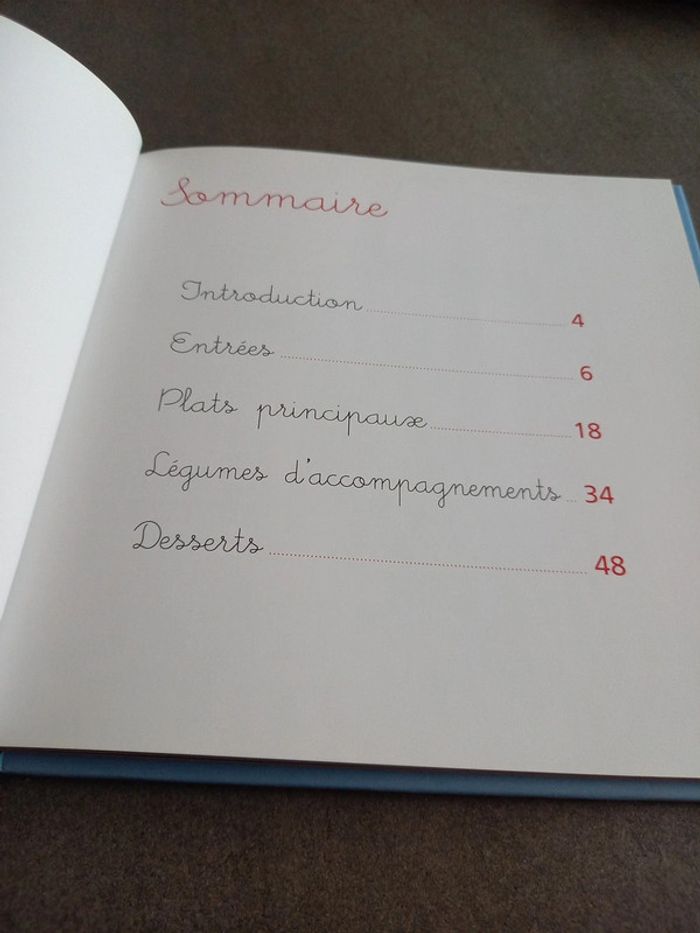 Sommaire
Introduction 4
Entrées 6
Plats principaux 18
Légumes d'accompagnements 34
Desserts 48